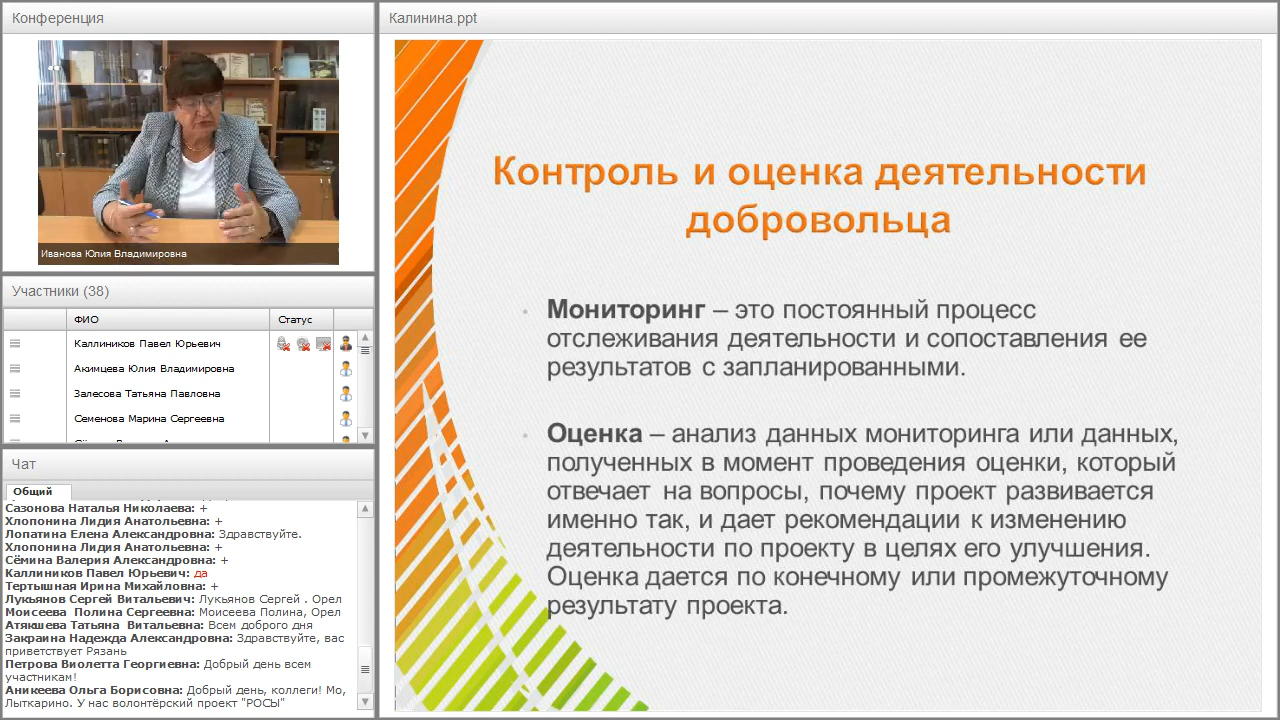 Конференция
Иванова Юлия Владимировна
Участники (38)
ФИО
Статус
Каллиников Павел Юрьевич
Акимцева Юлия Владимировна
Залесова Татьяна Павловна
Семенова Марина Сергеевна
Чат
Общий
Сазонова Наталья Николаевна: +
Хлопонина Лидия Анатольевна: +
Лопатина Елена Александровна: Здравствуйте.
Хлопонина Лидия Анатольевна: +
Сёмина Валерия Александровна: +
Каллиников Павел Юрьевич: да
Тертышная Ирина Михайловна: +
Лукьянов Сергей Витальевич: Лукьянов Сергей . Орел
Моисеева Полина Сергеевна: Моисеева Полина, Орел
Атякшева Татьяна Витальевна: Всем доброго дня
Закраина Надежда Александровна: Здравствуйте, вас
приветствует Рязань
Петрова Виолетта Георгиевна: Добрый день всем
участникам!
Аникеева Ольга Борисовна: Добрый день, коллеги! Мо,
Лыткарино. У нат волонтёрский проект "РОСЫ"
Калинина.ppt
Контроль и оценка деятельности
добровольца
• Мониторинг – это постоянный процесс
отслеживания деятельности и сопоставления ее
результатов с запланированными.
• Оценка – анализ данных мониторинга или данных,
полученных в момент проведения оценки, который
отвечает на вопросы, почему проект развивается
именно так, и дает рекомендации к изменению
деятельности по проекту в целях его улучшения.
Оценка дается по конечному или промежуточному
результату проекта.